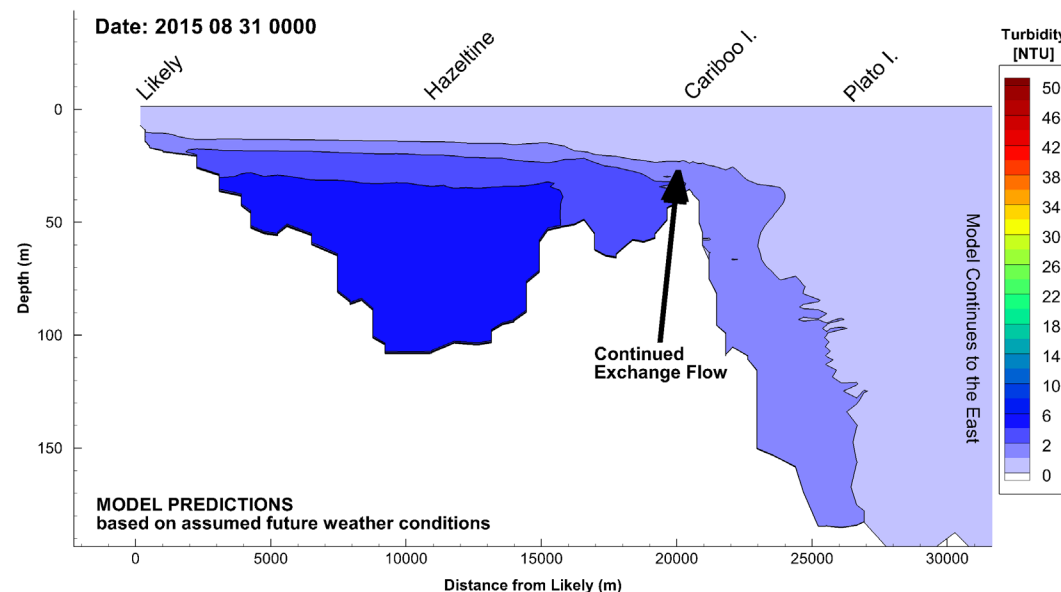 Date: 2015 08 31 0000
Likely
Hazeltine
Cariboo I.
Plato I.
Turbidity
[NTU]
50
46
42
38
34
30
26
22
18
14
10
6
2
0
0
50
100
150
Depth (m)
Model Continues to the East
Continued
Exchange Flow
MODEL PREDICTIONS
based on assumed future weather conditions
0
5000
10000
15000
20000
25000
30000
Distance from Likely (m)